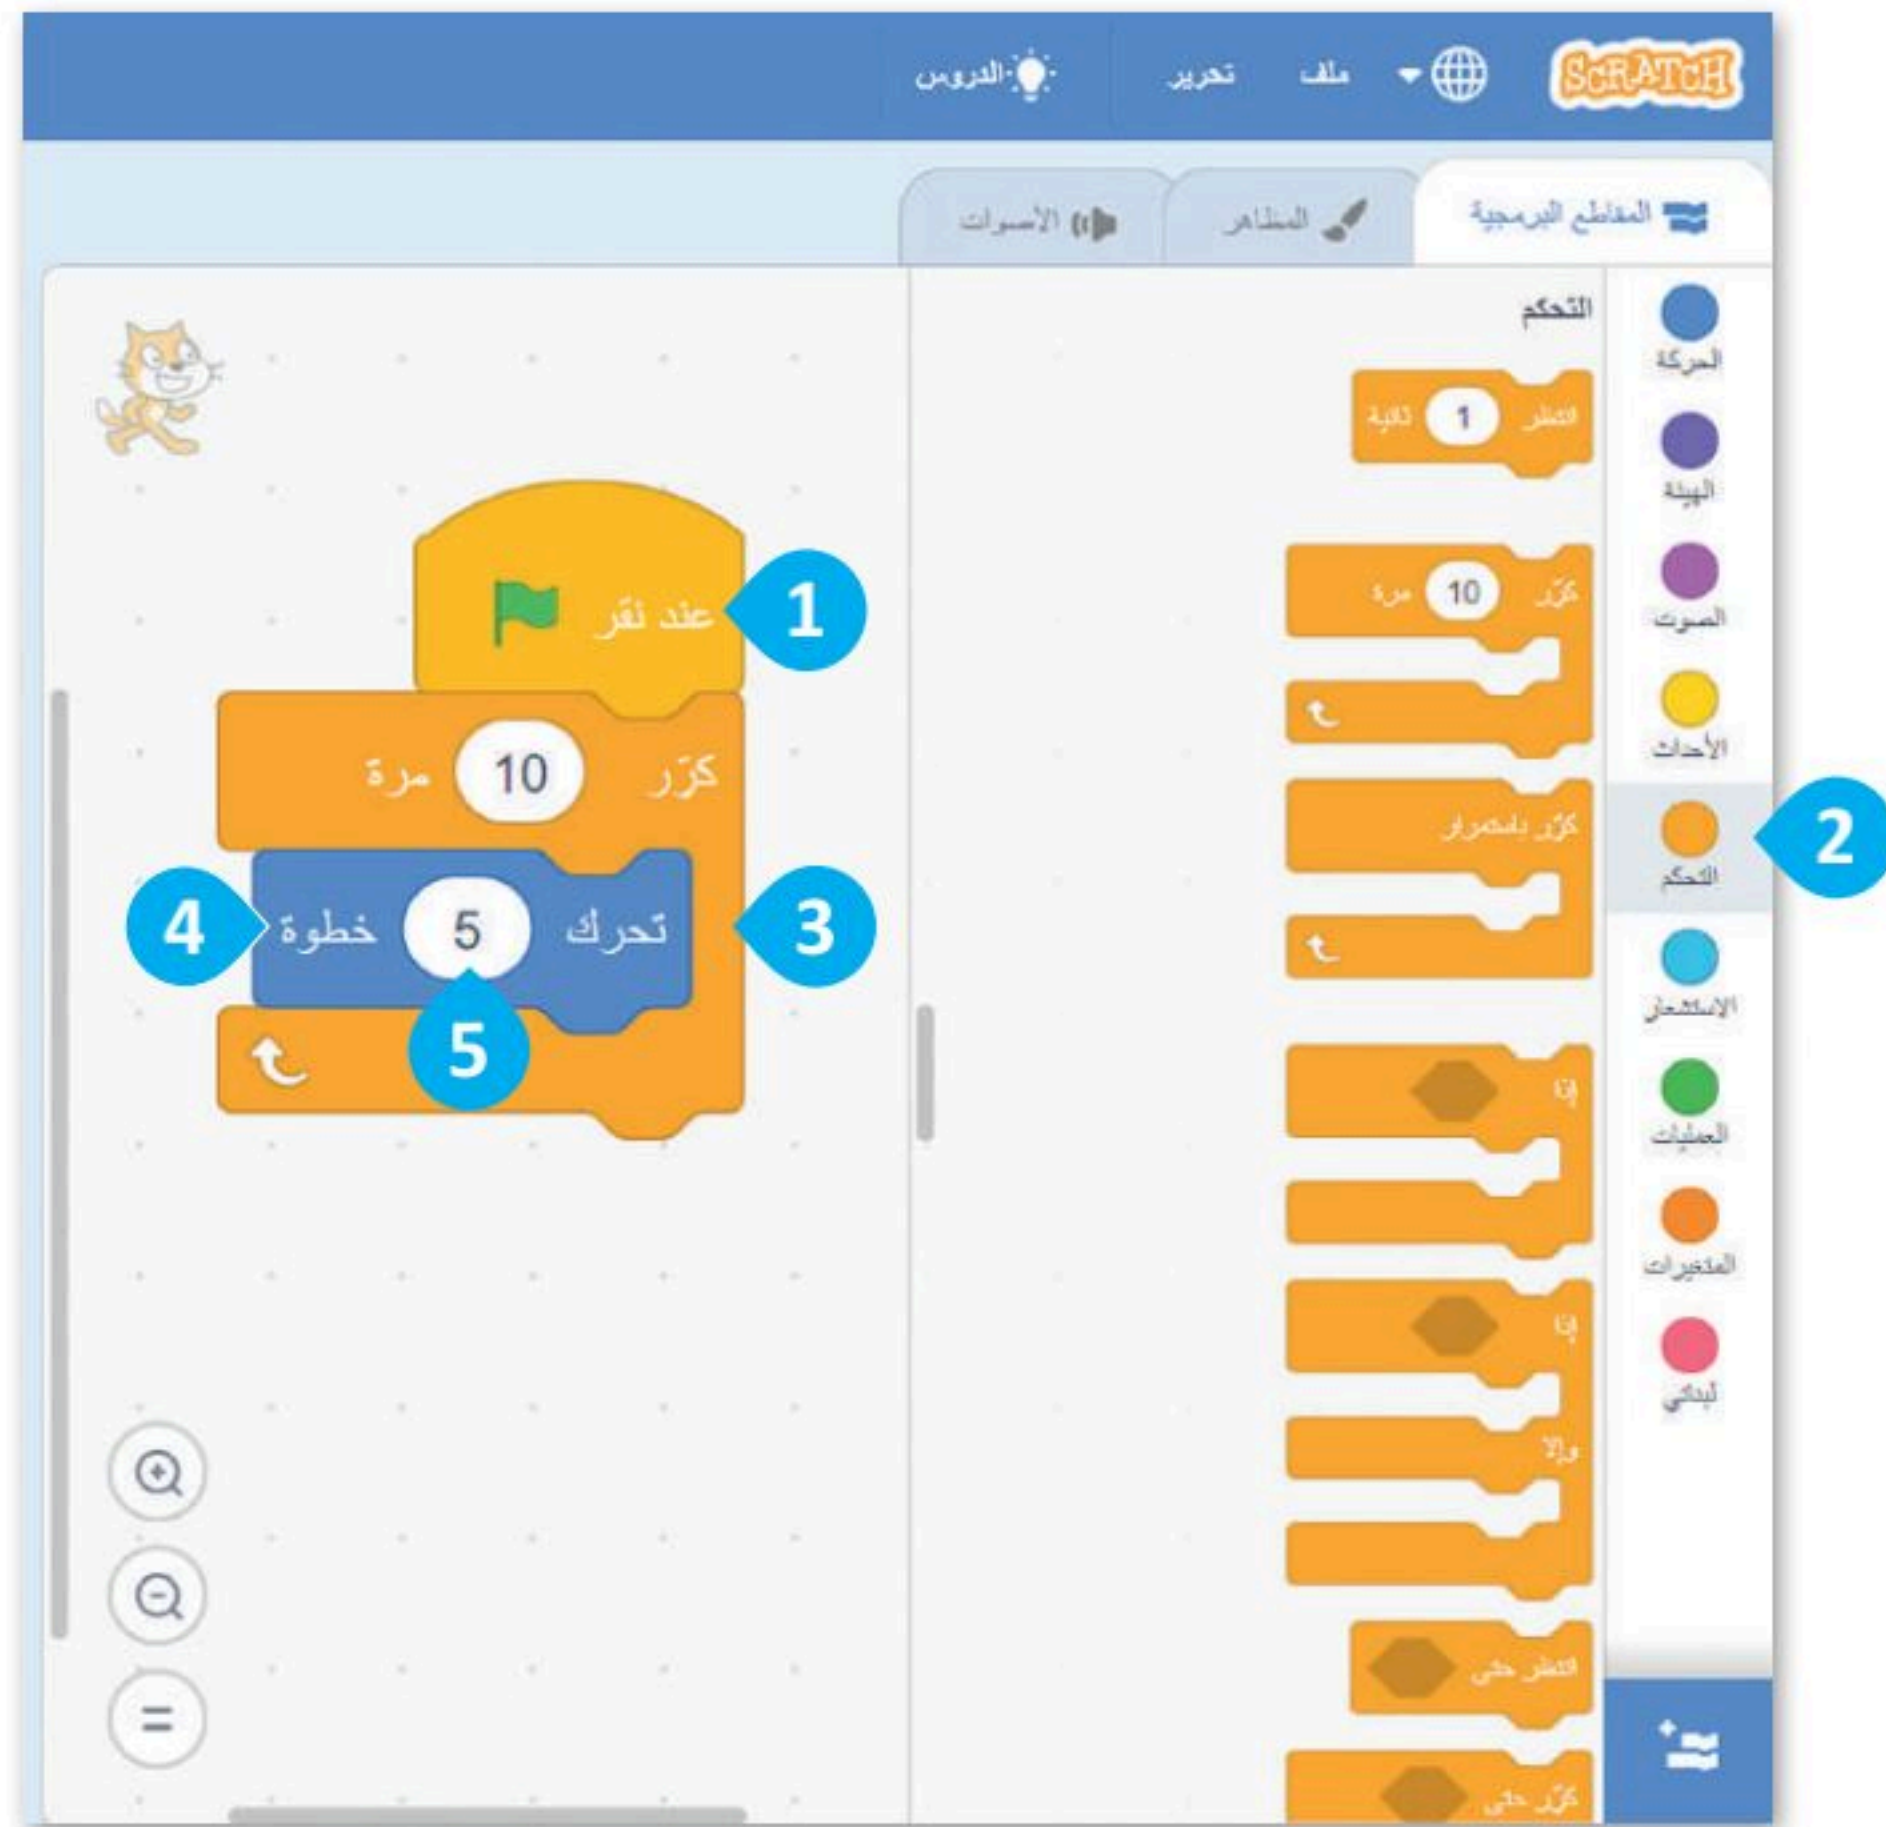 SCRATCH
ملف
تحرير
الدروس
المقاطع البرمجية
المظاهر
الأصوات
الحركة
الهيئة
الصوت
الأحداث
التحكم
2
الاستشعار
العمليات
المتغيرات
لبناتي
التحكم
انتظر 1 ثانية
كرّر 10 مرة
كرّر باستمرار
إذا
إذا
وإلا
انتظر حتى
كرّر حتى
عند نقر
1
كرّر 10 مرة
تحرك 5 خطوة
3
4
5